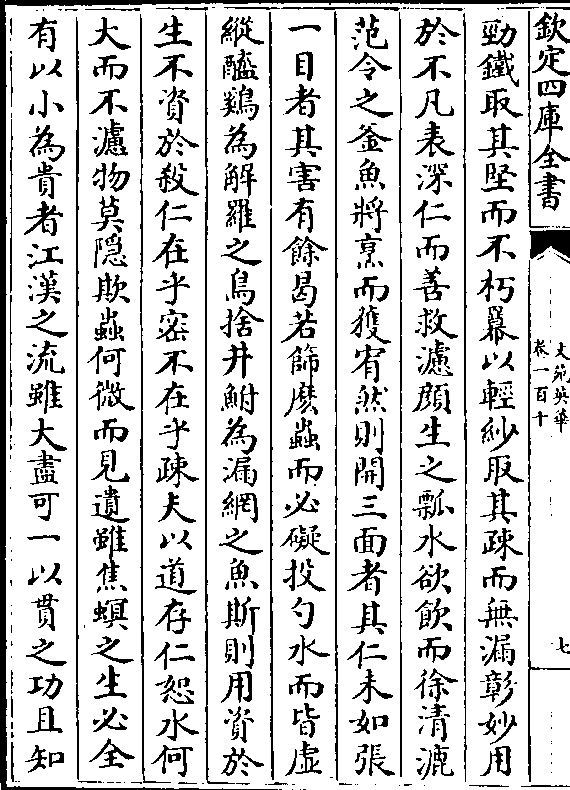 欽定四庫全書
文苑英華
卷一百十
七
勁鐵取其堅而不朽羃以輕紗取其疎而無漏彰妙用
於不凡表深仁而善救濾顔生之瓢水欲飲而徐清漉
范令之釜魚將烹而獲宥然則開三面者其仁未如張
一目者其害有餘曷若篩麽蟲而必礙投勺水而皆虚
縱醯鷄為解羅之鳥捨井鮒為漏網之魚斯則用資於
生不資於殺仁在乎宻不在乎疎夫以道存仁恕水何
大而不濾物莫隠欺蟲何微而見遺雖焦螟之生必全
有以小為貴者江漢之流雖大盡可一以貫之功且知